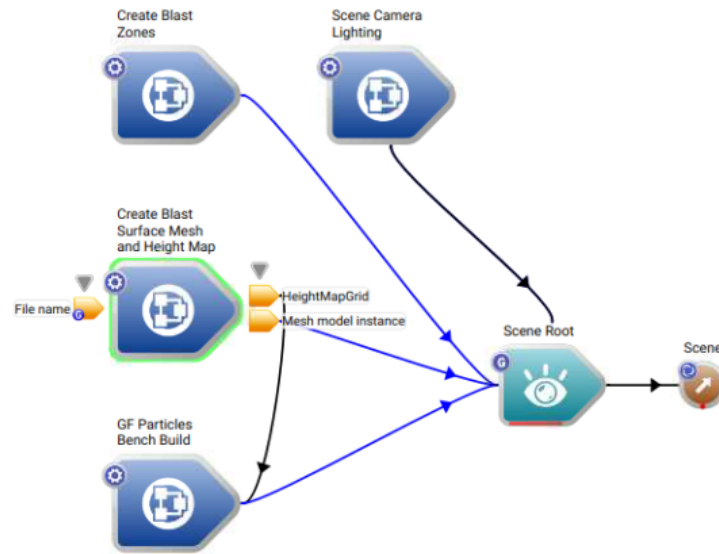 Create Blast
Zones
Scene Camera
Lighting
Create Blast
Surface Mesh
and Height Map
File name
G
HeightMapGrid
Mesh model instance
Scene Root
G
Scene
GF Particles
Bench Build